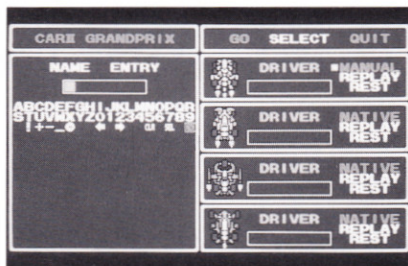 CARⅡ GRANDPRIX
GO SELECT QUIT
NAME ENTRY
ABCDEFGHIJKLMNOPQR
STUVWXYZ0123456789
DRIVER MANUAL
REPLAY
REST
DRIVER NATIVE
REPLAY
REST
DRIVER NATIVE
REPLAY
REST
DRIVER NATIVE
REPLAY
REST